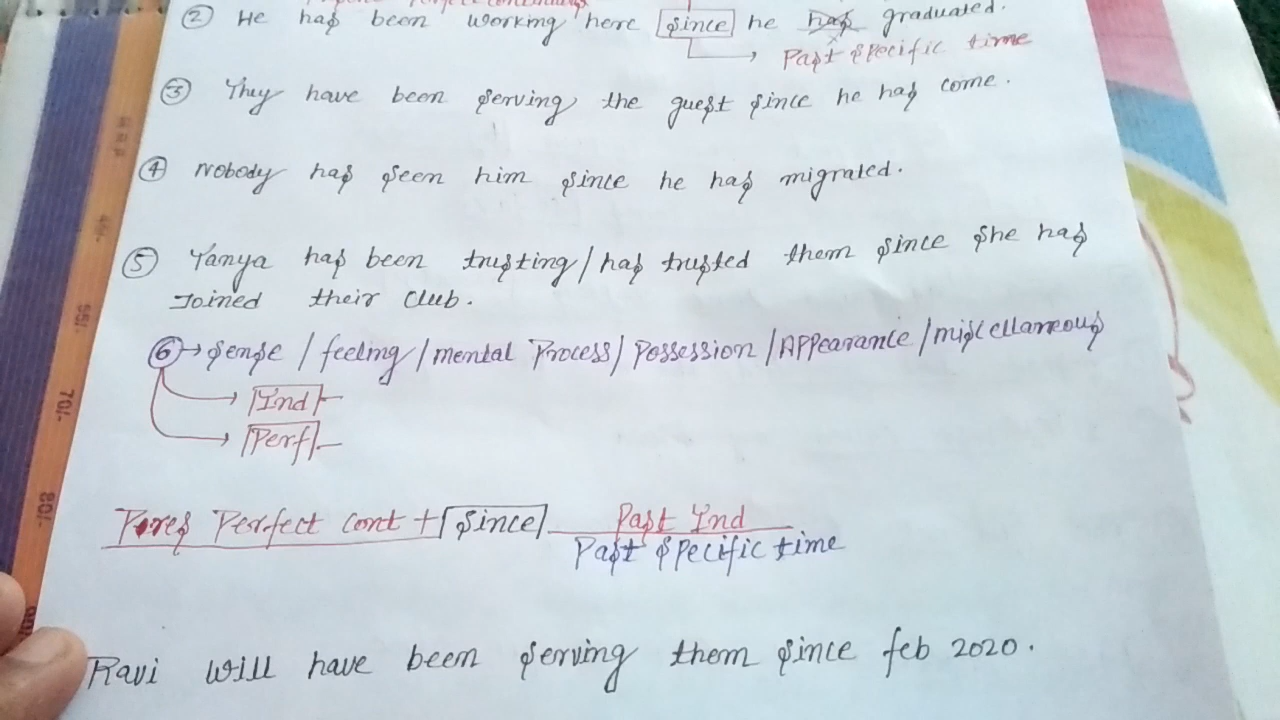 ② He has been working here since he has graduated.
Past specific time
③ They have been serving the guest since he has come.
④ Nobody has seen him since he has migrated.
⑤ Tanya has been trusting / has trusted them since she has
Joined their club.
⑥ → sense / feeling / mental Process / Possession / Appearance / miscellaneous
→ Ind
→ Perf
Pres Perfect cont + since Past Ind
Past specific time
Ravi will have been serving them since feb 2020.
55/-
70/-
80/-